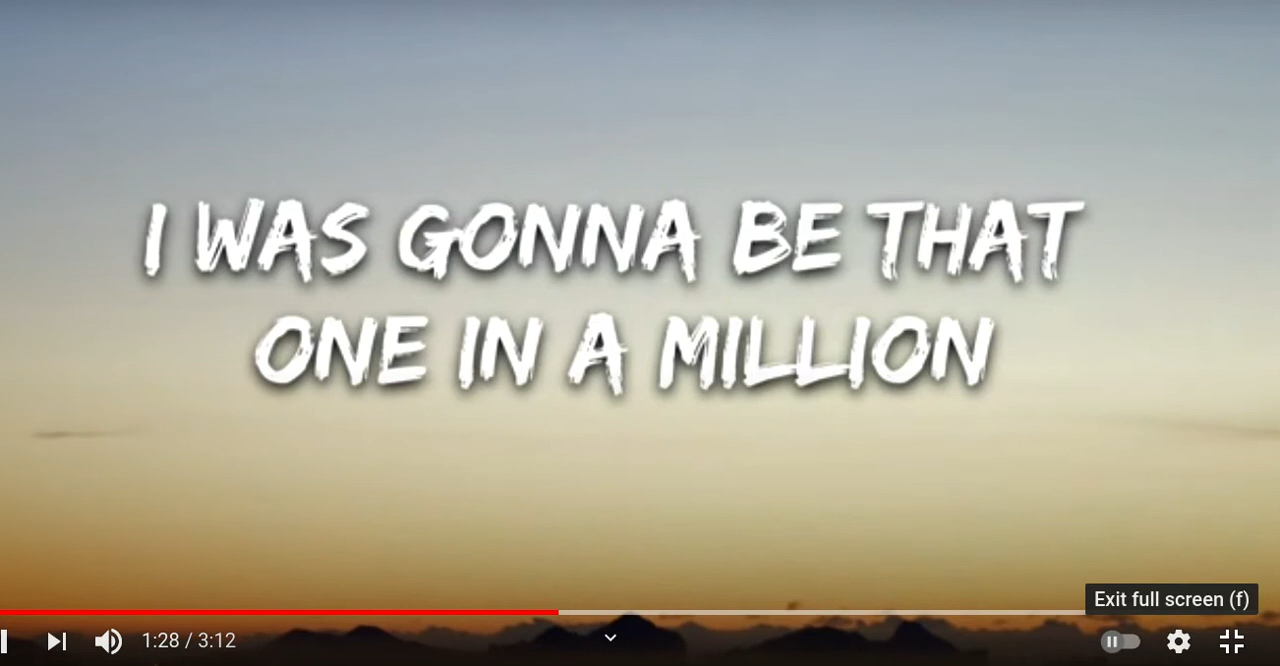 I WAS GONNA BE THAT
ONE IN A MILLION
Exit full screen (f)
1:28 / 3:12